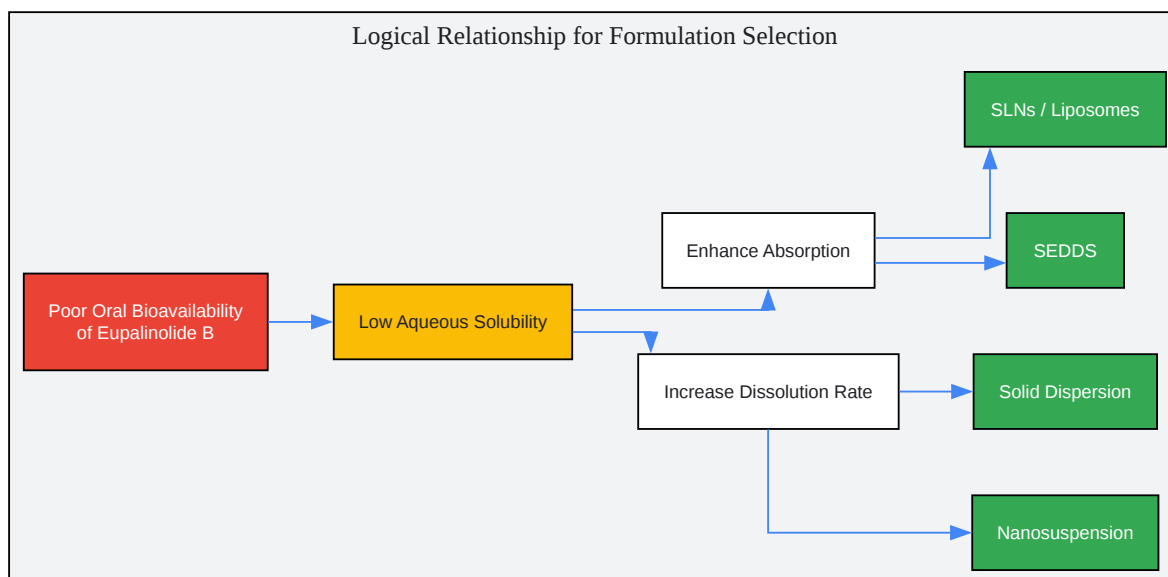 Logical Relationship for Formulation Selection
SLNs / Liposomes
Enhance Absorption
SEDDS
Poor Oral Bioavailability
of Eupalinolide B
Low Aqueous Solubility
Increase Dissolution Rate
Solid Dispersion
Nanosuspension